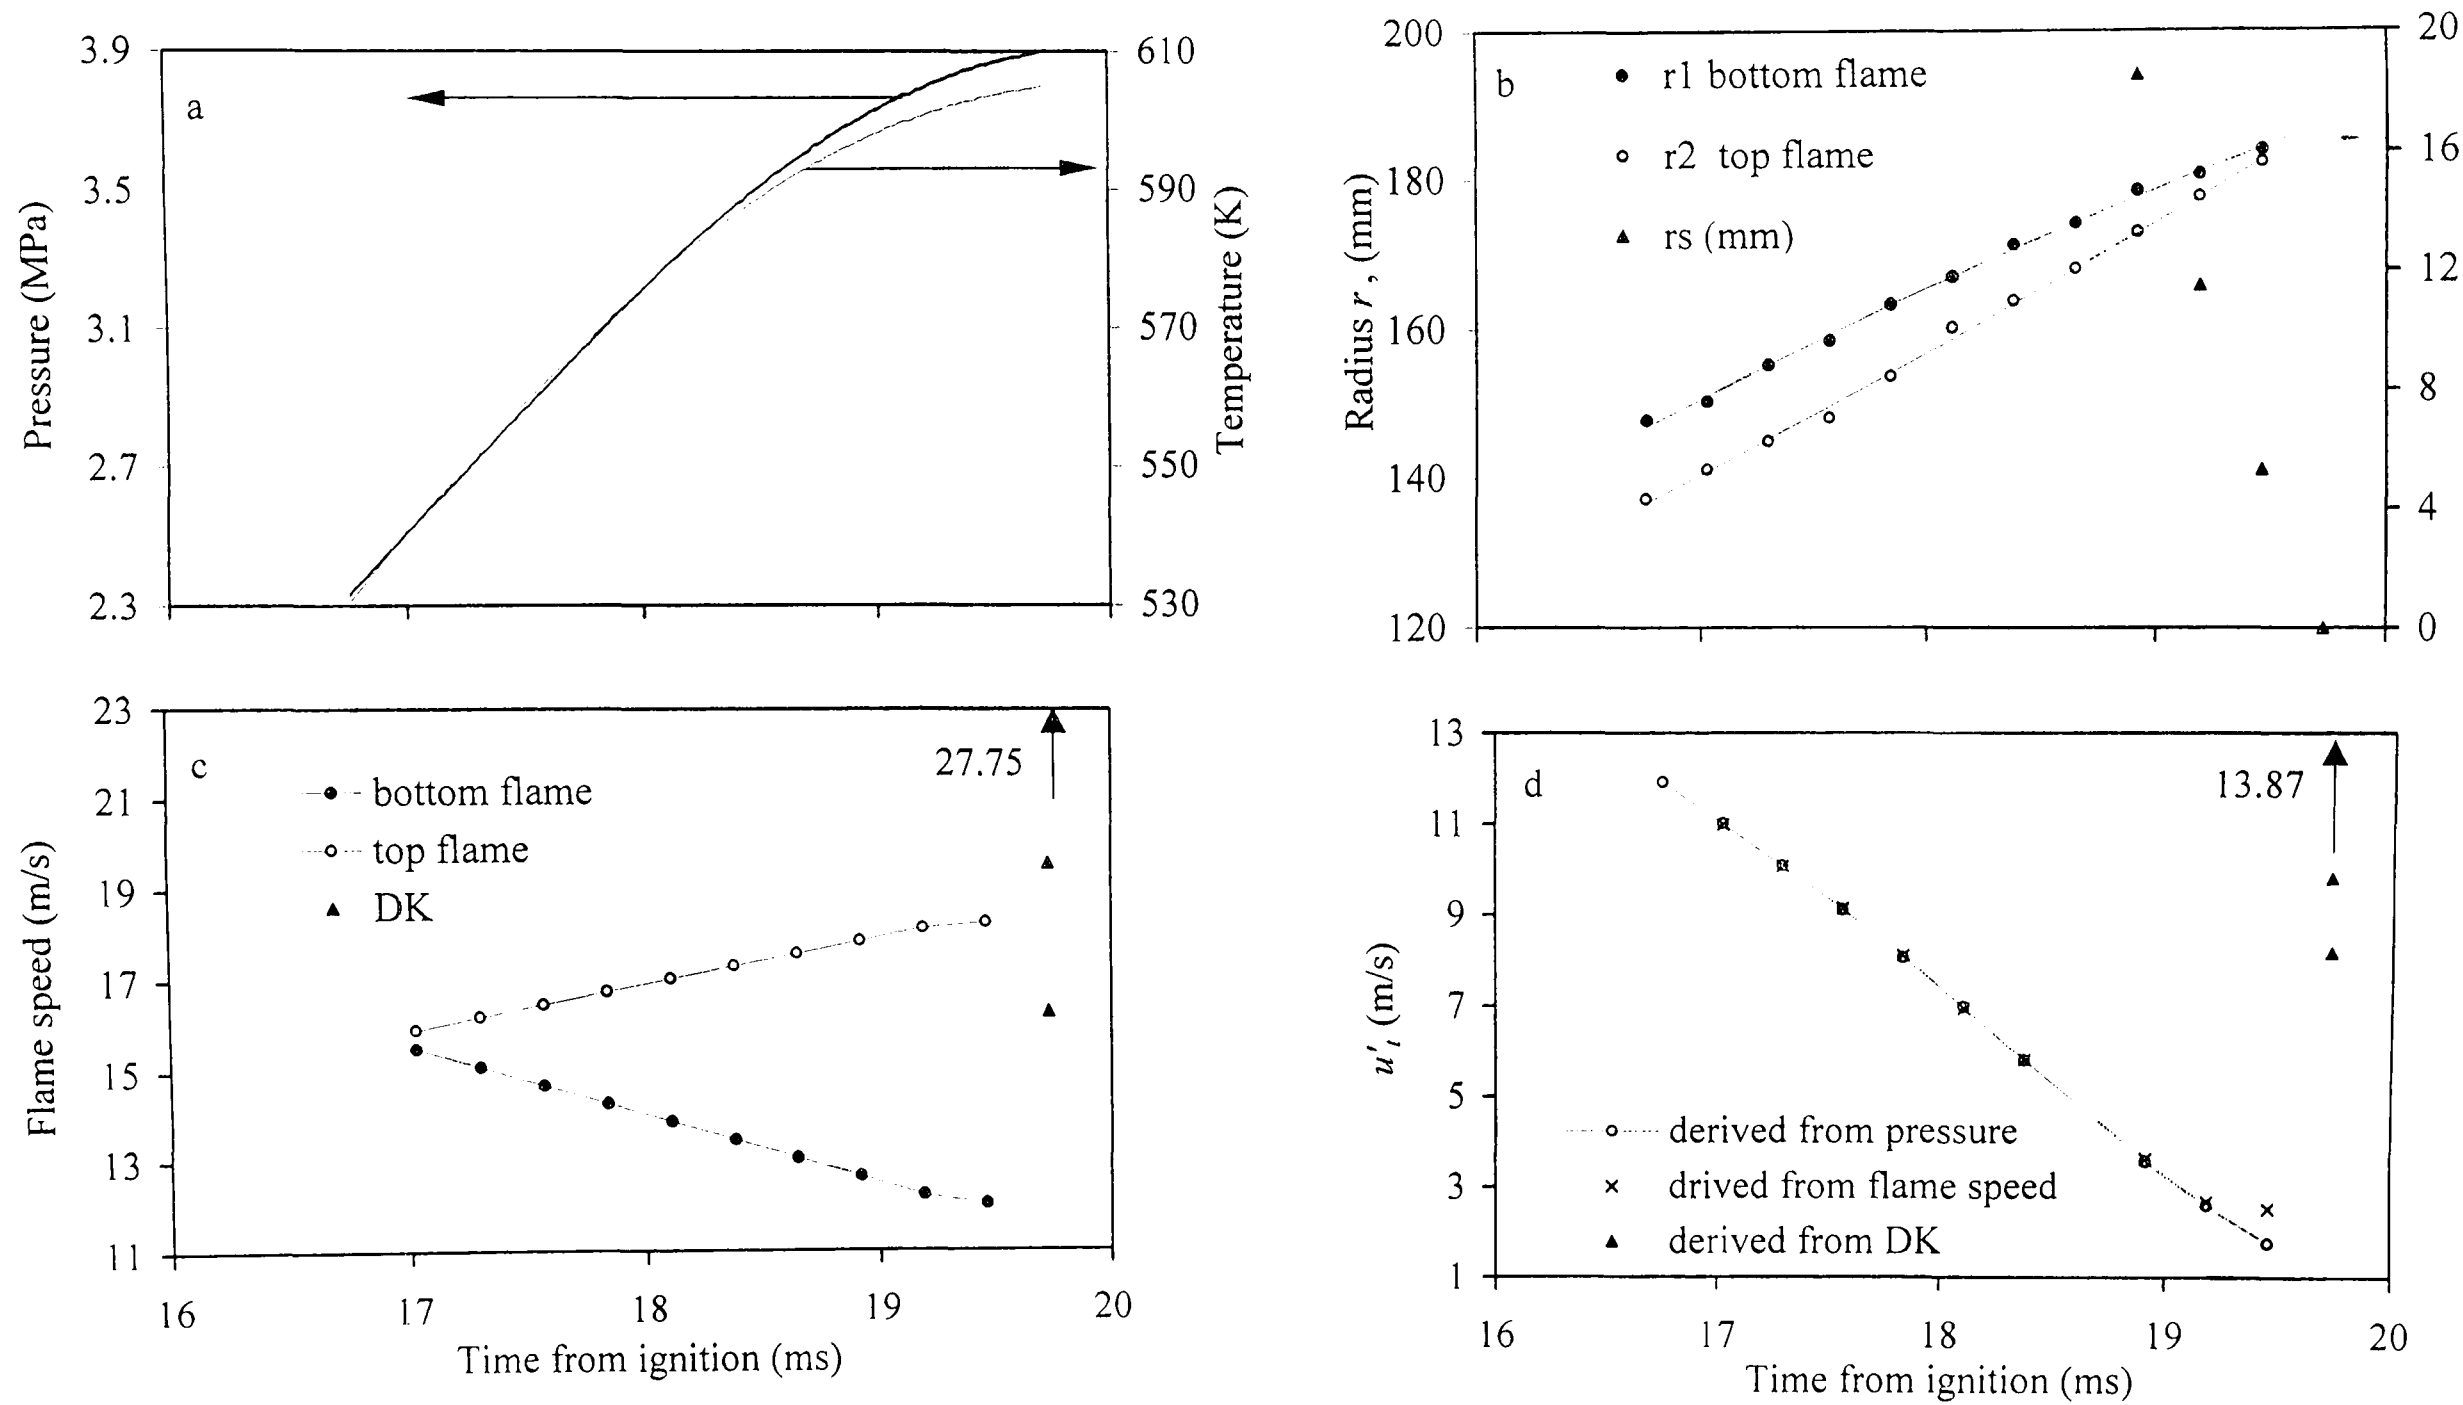 3.9
3.5
3.1
2.7
2.3
Pressure (MPa)
a
610
590
570
550
530
Temperature (K)
200
180
160
140
120
Radius r , (mm)
b
r1 bottom flame
r2 top flame
rs (mm)
20
16
12
8
4
0
23
21
19
17
15
13
11
Flame speed (m/s)
c
bottom flame
top flame
DK
27.75
16 17 18 19 20
Time from ignition (ms)
13
11
9
7
5
3
1
u't (m/s)
d
13.87
derived from pressure
drived from flame speed
derived from DK
16 17 18 19 20
Time from ignition (ms)